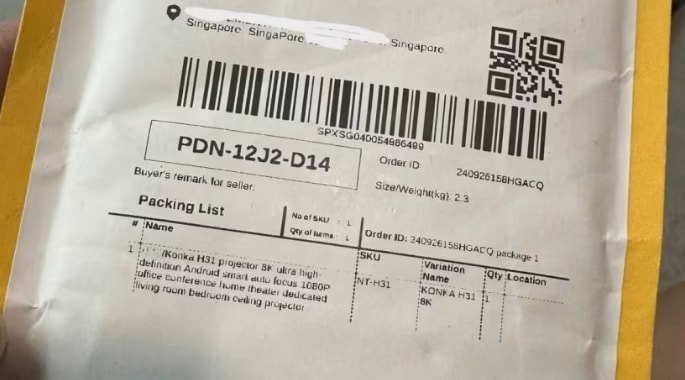 Singapore, SingaPore Singapore.
SPXSG040054986499
PDN-12J2-D14
Order ID 240926158HGACQ
Buyer's remark for seller:
Size/Weight(kg): 2.3
Packing List
No of SKU : 1
Qty of items : 1
Order ID: 240926158HGACQ package 1
# Name SKU Variation Name Qty Location
1 /Konka H31 projector 8K ultra high-
definition Android smart auto focus 1080P
office conference home theater dedicated
living room bedroom ceiling projector
NT-H31
KONKA H31
8K
1